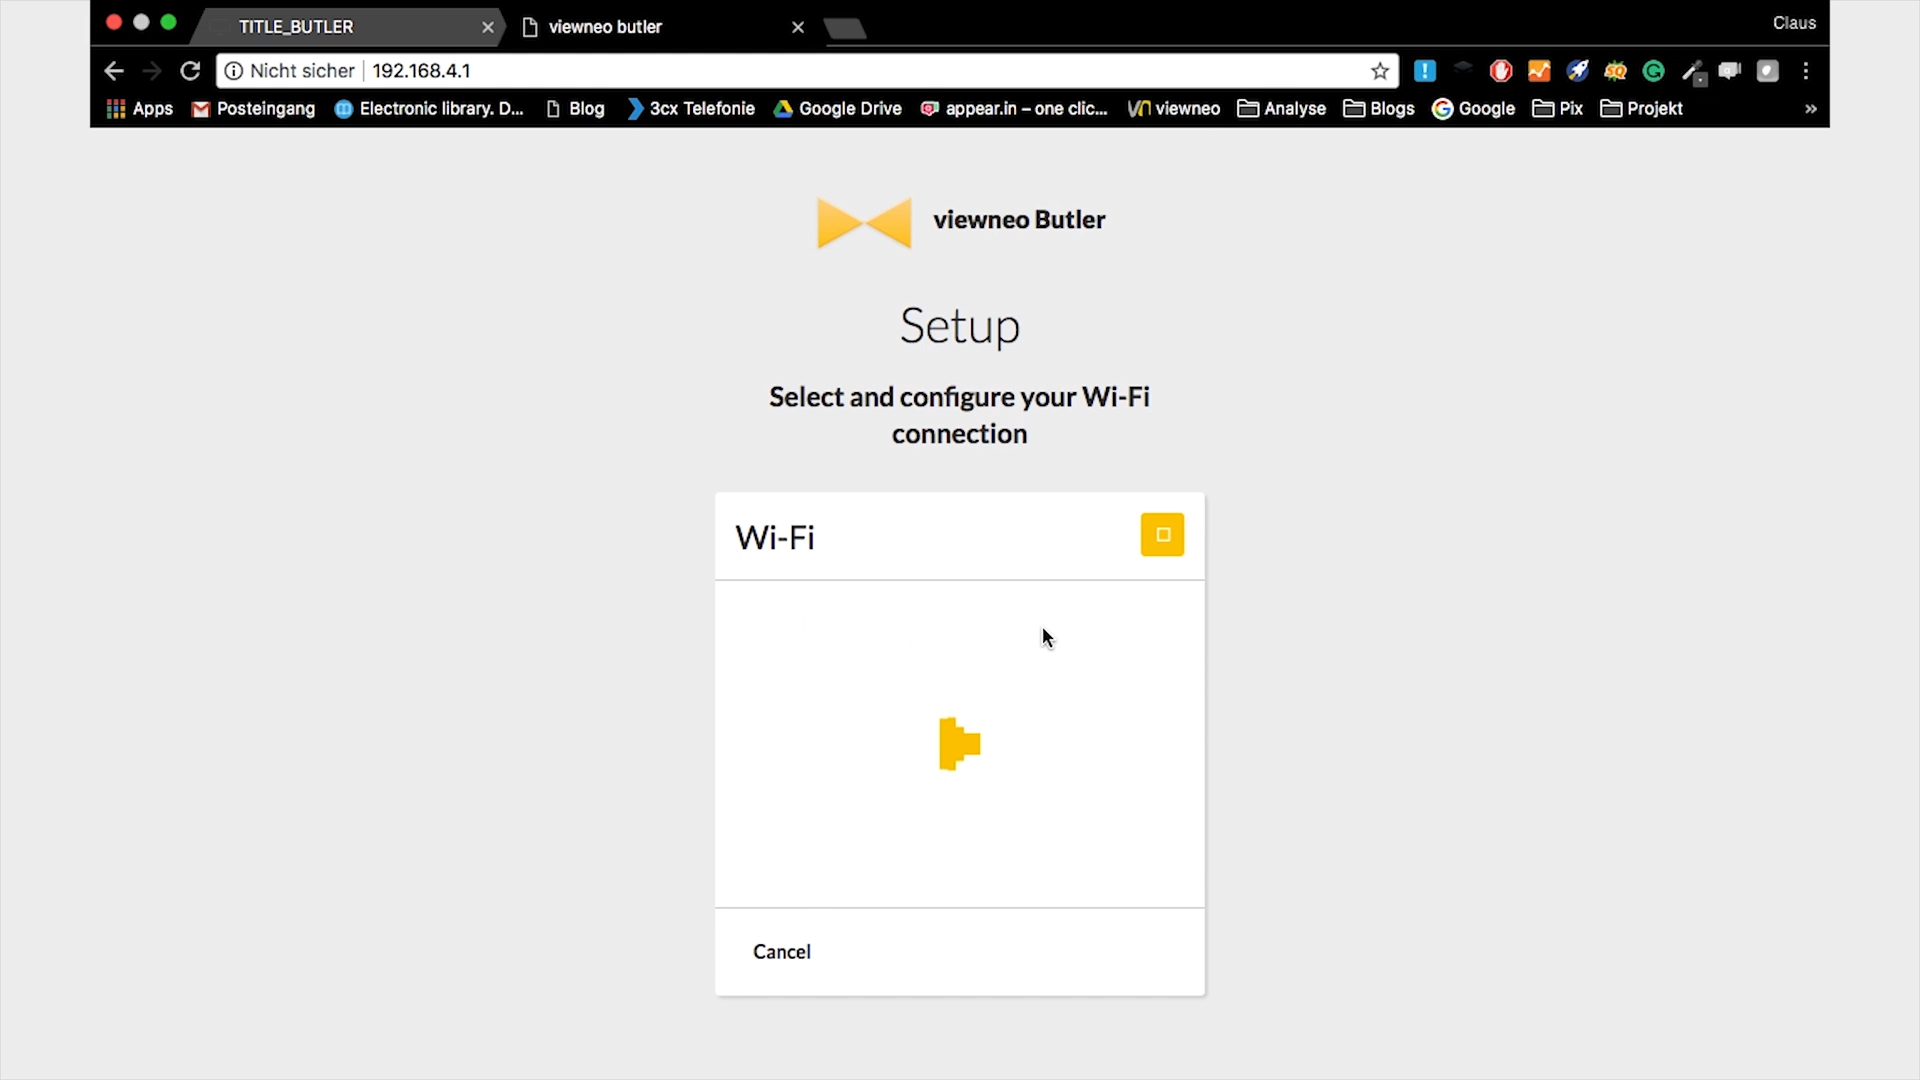 TITLE_BUTLER
viewneo butler
Claus
Nicht sicher
192.168.4.1
Apps
Posteingang
Electronic library. D...
Blog
3cx Telefonie
Google Drive
appear.in – one clic...
viewneo
Analyse
Blogs
Google
Pix
Projekt
»
viewneo Butler
Setup
Select and configure your Wi-Fi
connection
Wi-Fi
Cancel